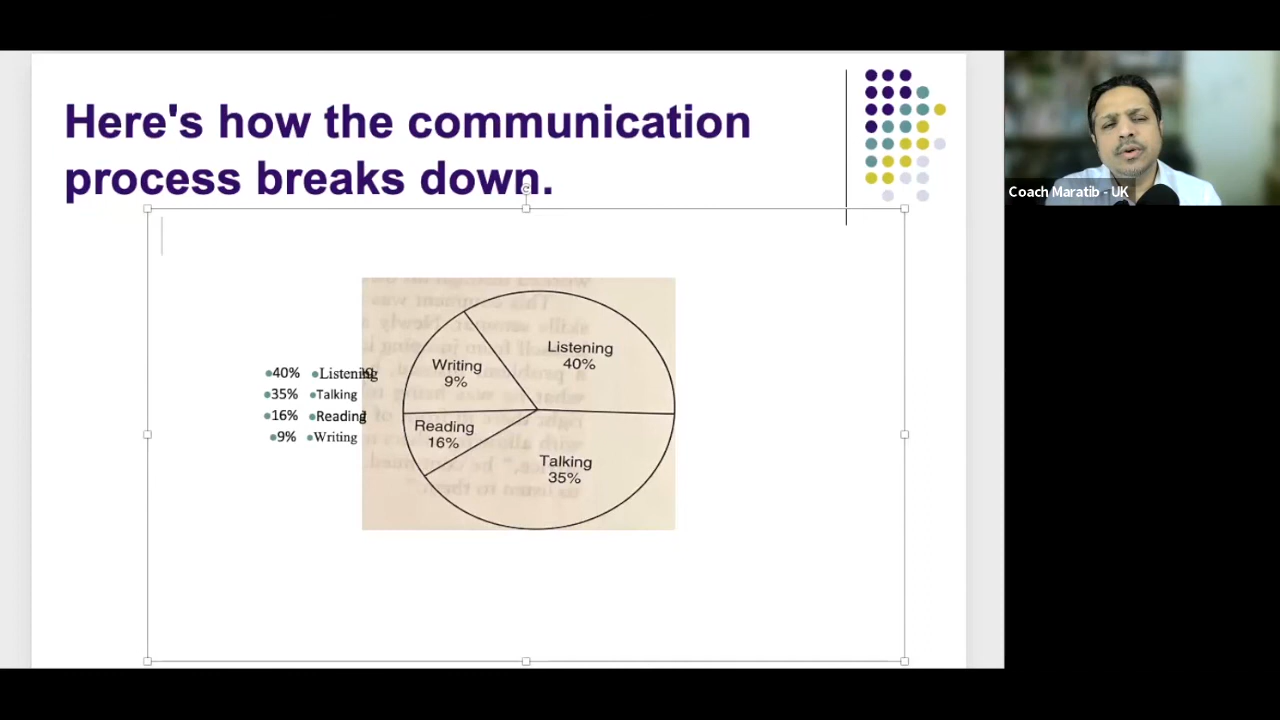 Here's how the communication
process breaks down.
Coach Maratib - UK
40% Listening
35% Talking
16% Reading
9% Writing
Listening
40%
Writing
9%
Reading
16%
Talking
35%